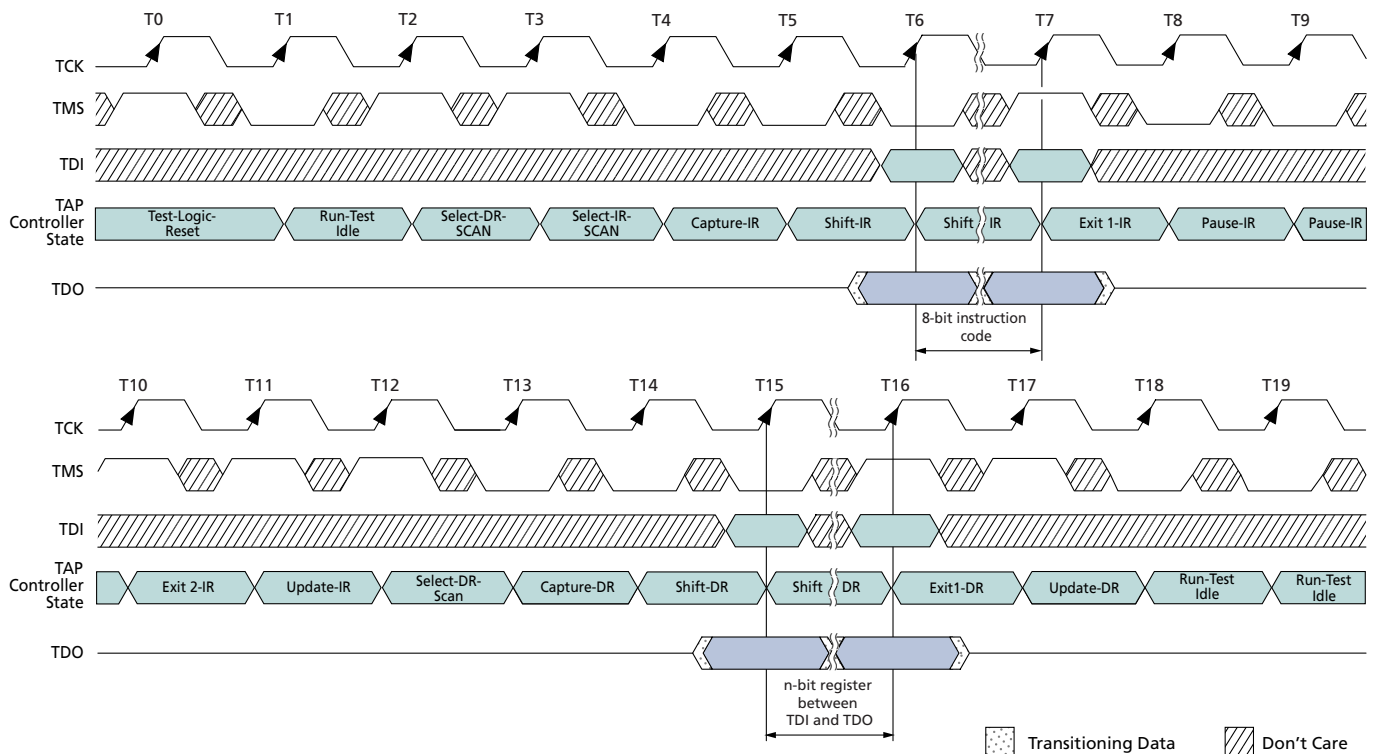 T0 T1 T2 T3 T4 T5 T6 T7 T8 T9
TCK
TMS
TDI
TAP
Controller
State
Test-Logic-
Reset
Run-Test
Idle
Select-DR-
SCAN
Select-IR-
SCAN
Capture-IR
Shift-IR
Shift IR
Exit 1-IR
Pause-IR
Pause-IR
TDO
8-bit instruction
code
T10 T11 T12 T13 T14 T15 T16 T17 T18 T19
TCK
TMS
TDI
TAP
Controller
State
Exit 2-IR
Update-IR
Select-DR-
Scan
Capture-DR
Shift-DR
Shift DR
Exit1-DR
Update-DR
Run-Test
Idle
Run-Test
Idle
TDO
n-bit register
between
TDI and TDO
Transitioning Data
Don't Care